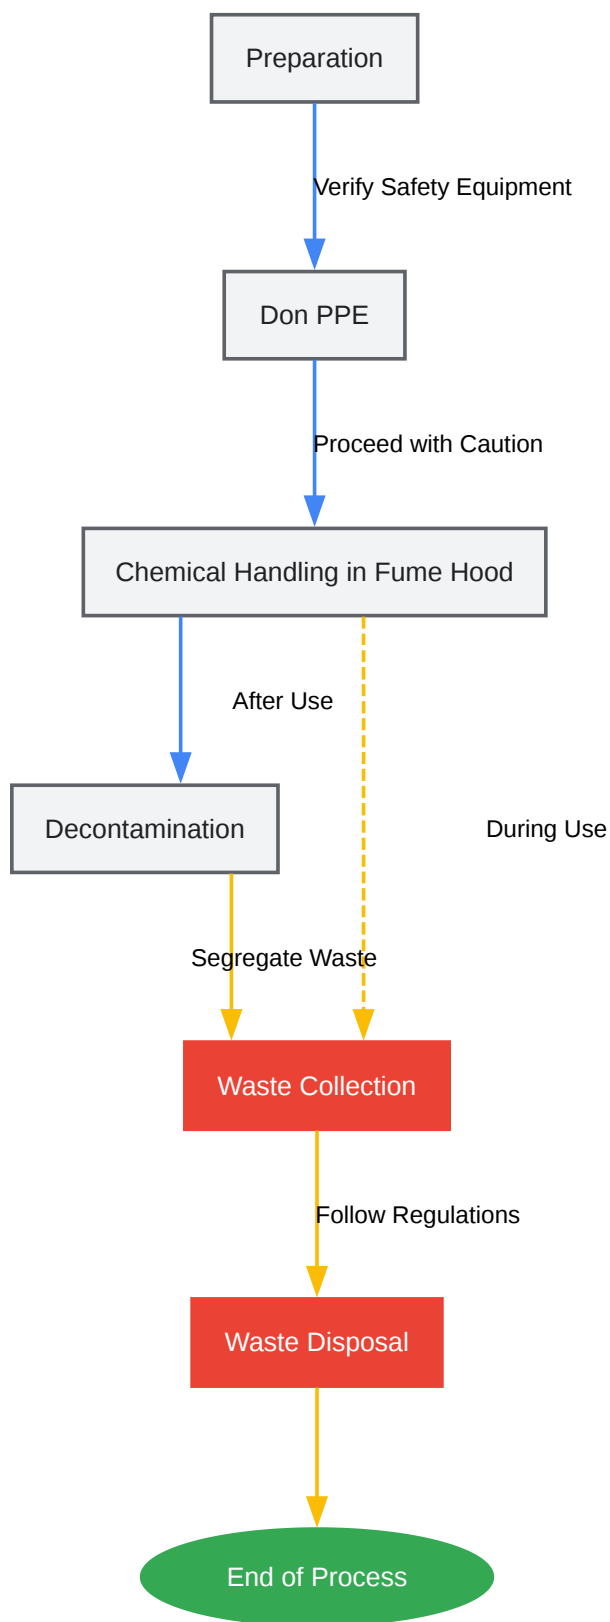 Preparation
Verify Safety Equipment
Don PPE
Proceed with Caution
Chemical Handling in Fume Hood
After Use
Decontamination
During Use
Segregate Waste
Waste Collection
Follow Regulations
Waste Disposal
End of Process